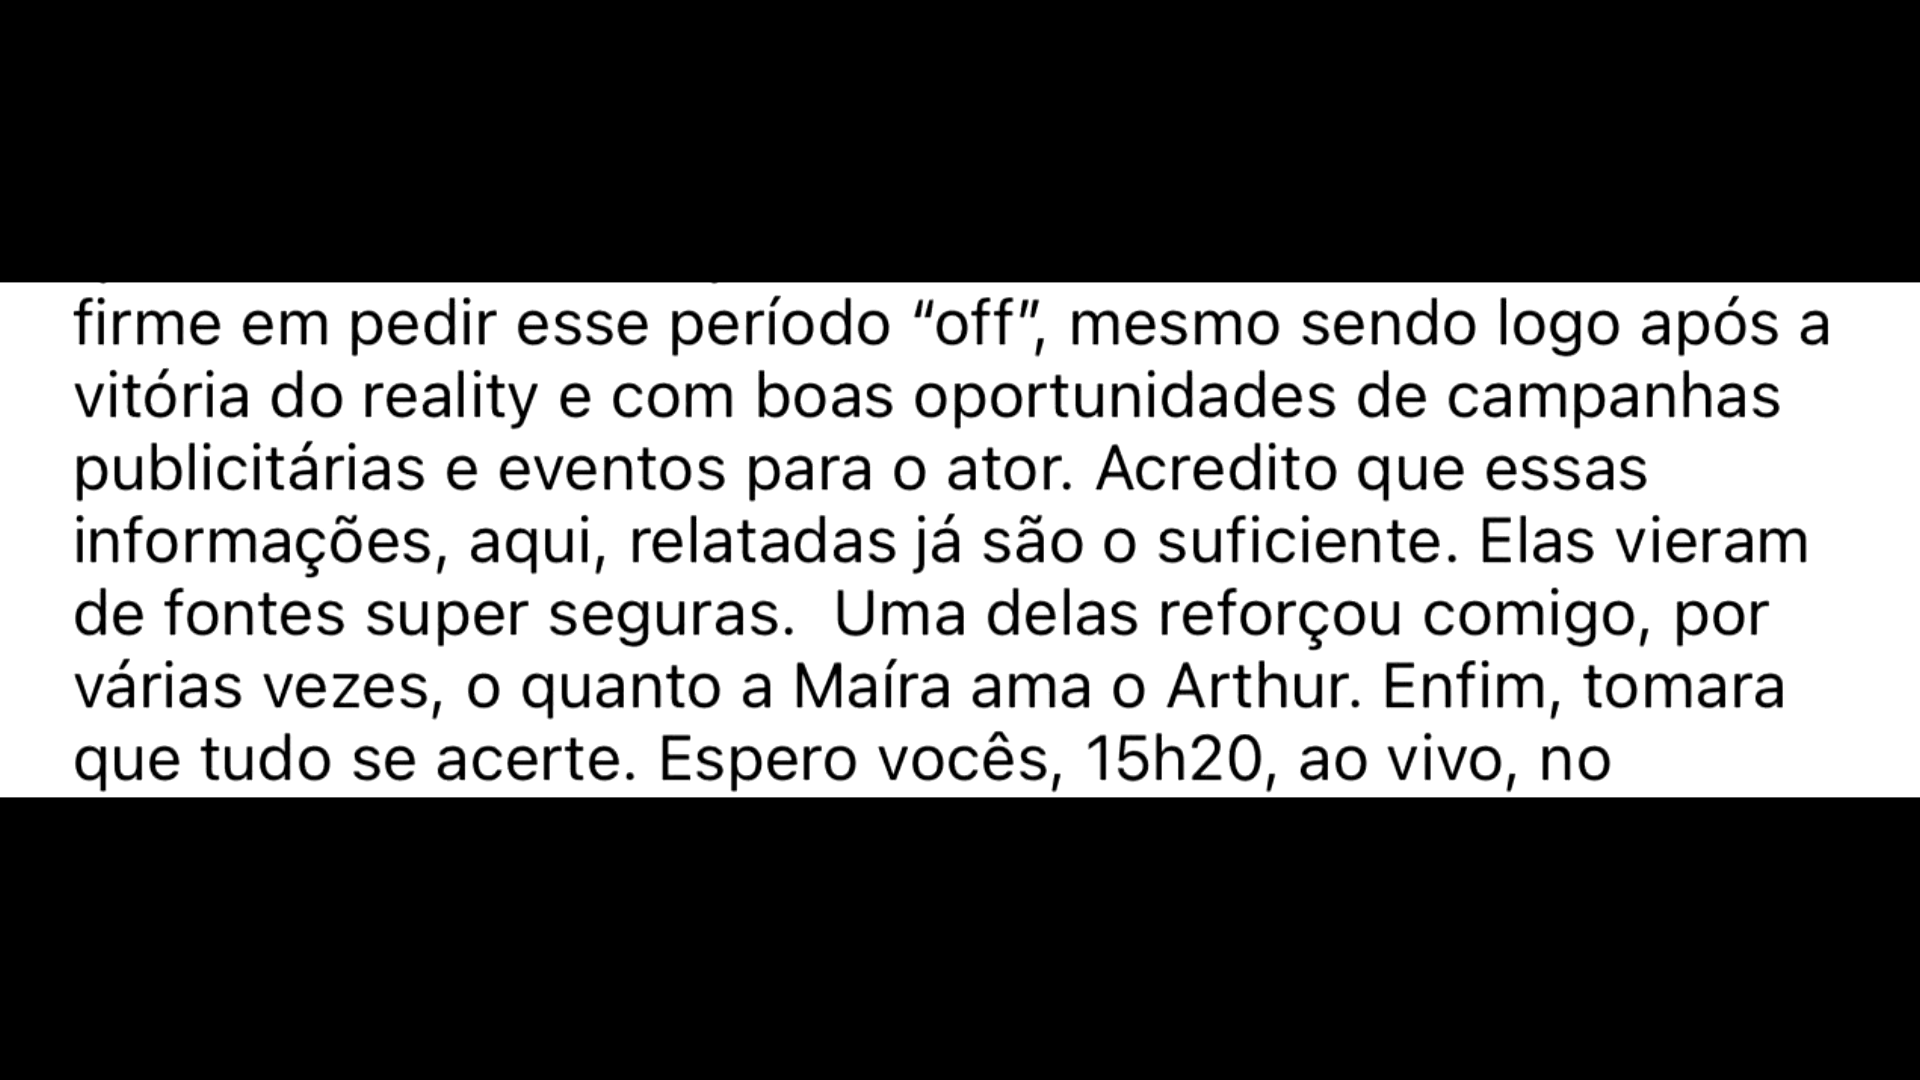 firme em pedir esse período “off”, mesmo sendo logo após a
vitória do reality e com boas oportunidades de campanhas
publicitárias e eventos para o ator. Acredito que essas
informações, aqui, relatadas já são o suficiente. Elas vieram
de fontes super seguras.  Uma delas reforçou comigo, por
várias vezes, o quanto a Maíra ama o Arthur. Enfim, tomara
que tudo se acerte. Espero vocês, 15h20, ao vivo, no